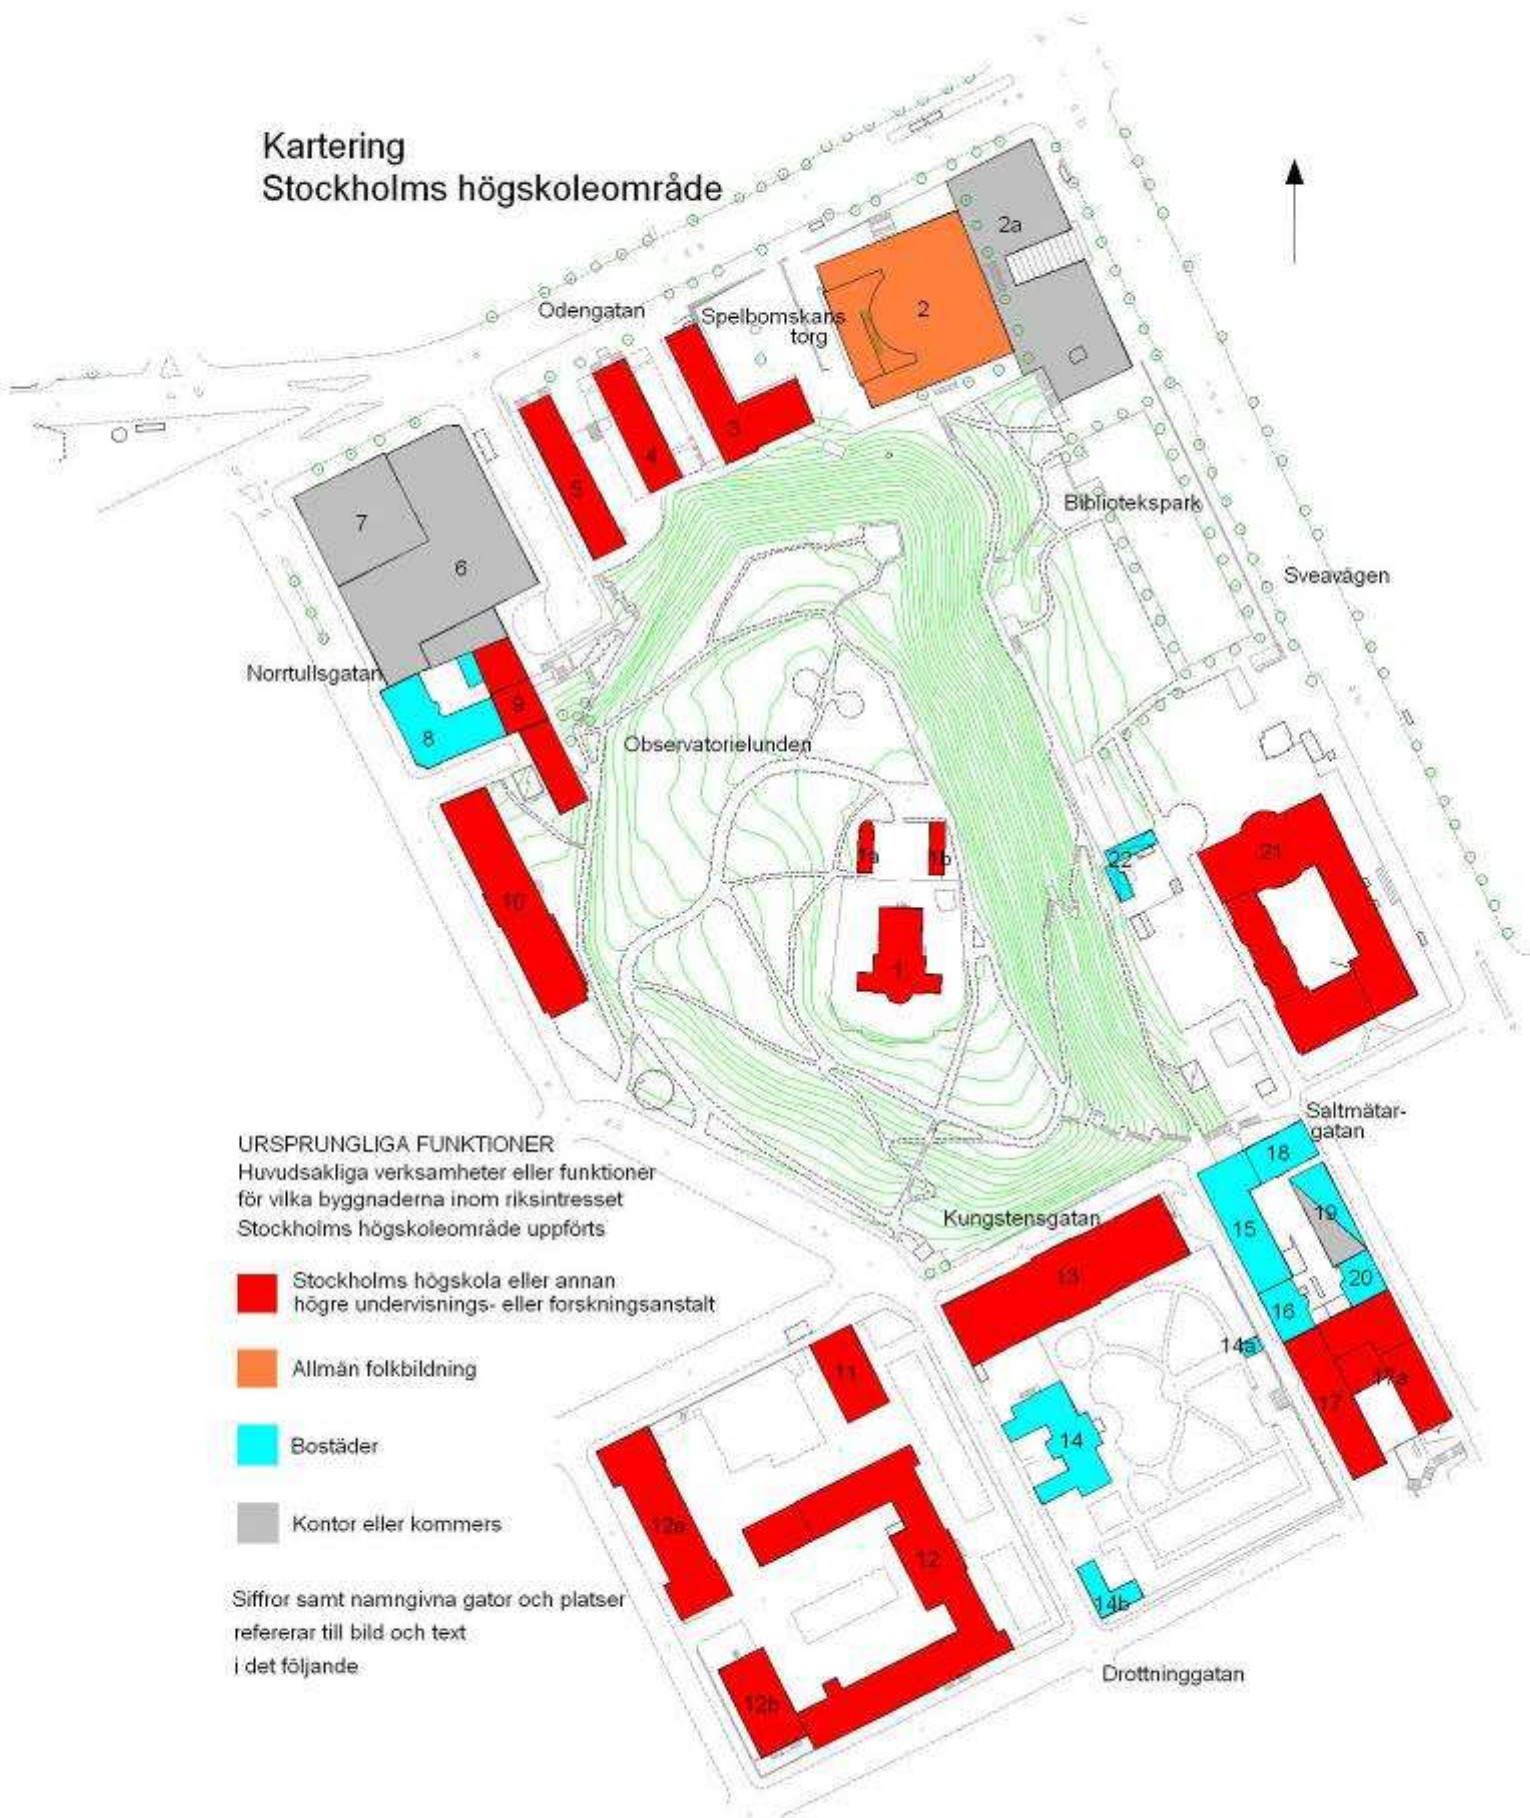 Kartering
Stockholms högskoleområde
2a
Odengatan
Spelbomskans
torg
2
3
4
5
7
6
Bibliotekspark
Sveavägen
Norrtullsgatan
9
8
Observatorielunden
1a
1b
22
21
10
1
Saltmätar-
gatan
18
URSPRUNGLIGA FUNKTIONER
Huvudsakliga verksamheter eller funktioner
för vilka byggnaderna inom riksintresset
Stockholms högskoleområde uppförts
Kungstensgatan
15
19
13
20
16
14a
Stockholms högskola eller annan
högre undervisnings- eller forskningsanstalt
11
17
17a
Allmän folkbildning
14
Bostäder
Kontor eller kommers
12a
12
14b
Siffror samt namngivna gator och platser
refererar till bild och text
i det följande
Drottninggatan
12b